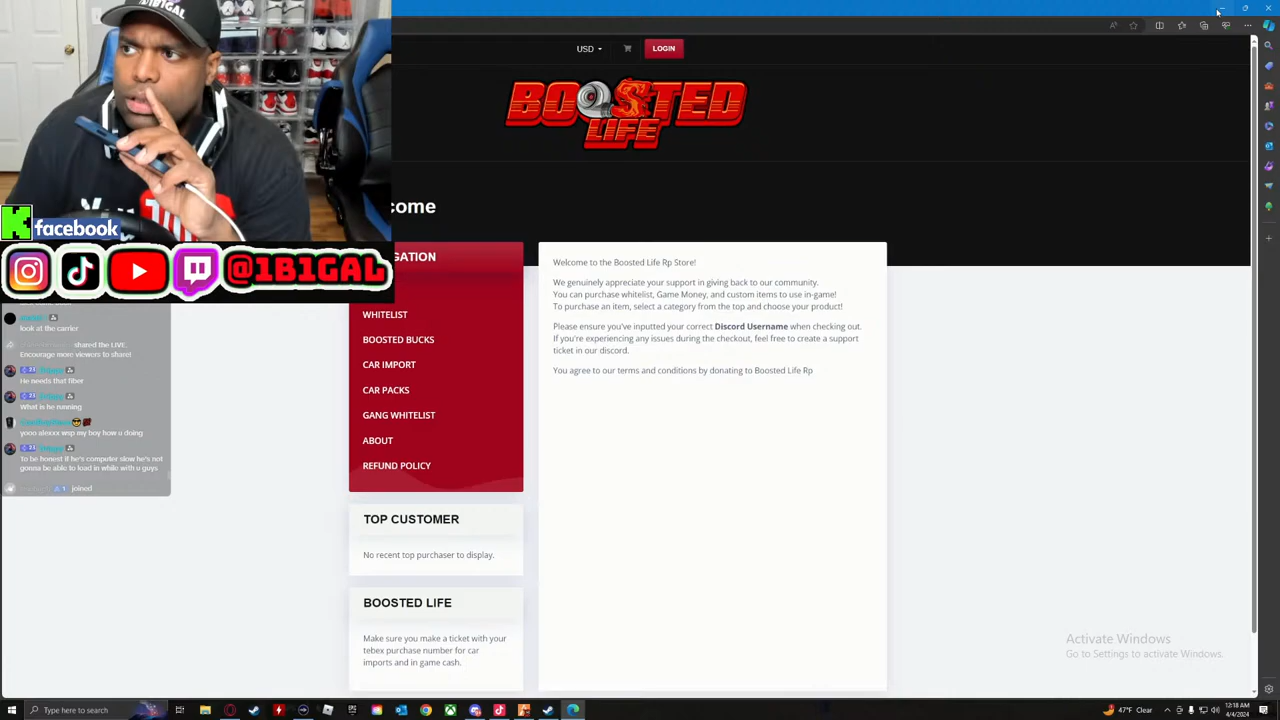 1B1GAL
USD
LOGIN
BOOSTED
LIFE
come
facebook
@1B1GAL
GATION
WHITELIST
BOOSTED BUCKS
CAR IMPORT
CAR PACKS
GANG WHITELIST
ABOUT
REFUND POLICY
Welcome to the Boosted Life Rp Store!
We genuinely appreciate your support in giving back to our community.
You can purchase whitelist, Game Money, and custom items to use in-game!
To purchase an item, select a category from the top and choose your product!
Please ensure you've inputted your correct Discord Username when checking out.
If you're experiencing any issues during the checkout, feel free to create a support
ticket in our discord.
You agree to our terms and conditions by donating to Boosted Life Rp
look at the carrier
shared the LIVE.
Encourage more viewers to share!
He needs that fiber
What is he running
yooo alexxx wsp my boy how u doing
To be honest if he's computer slow he's not
gonna be able to load in while with u guys
joined
TOP CUSTOMER
No recent top purchaser to display.
BOOSTED LIFE
Make sure you make a ticket with your
tebex purchase number for car
imports and in game cash.
Activate Windows
Go to Settings to activate Windows.
Type here to search
47°F Clear
12:18 AM
4/4/2024